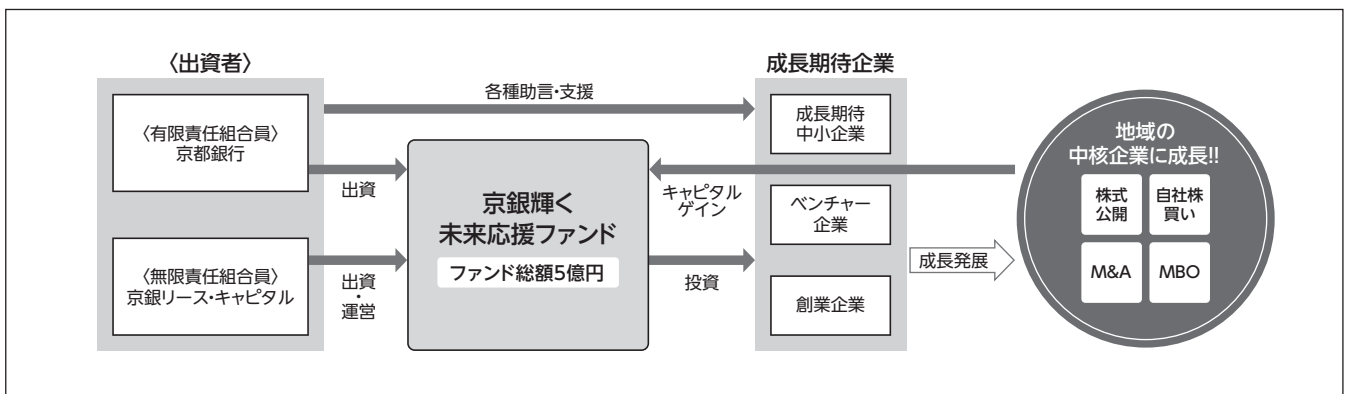 〈出資者〉
〈有限責任組合員〉
京都銀行
〈無限責任組合員〉
京銀リース・キャピタル
各種助言・支援
出資
出資
・
運営
京銀輝く
未来応援ファンド
ファンド総額5億円
キャピタル
ゲイン
投資
成長期待企業
成長期待
中小企業
ベンチャー
企業
創業企業
成長発展
地域の
中核企業に成長!!
株式
公開
自社株
買い
M&A
MBO